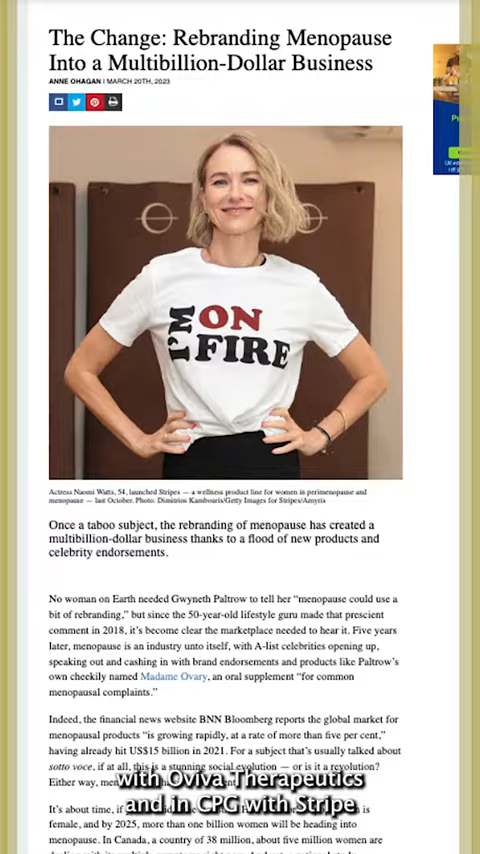 The Change: Rebranding Menopause
Into a Multibillion-Dollar Business
ANNE OHAGAN | MARCH 20TH, 2023
I'M ON
FIRE
Actress Naomi Watts, 54, launched Stripes — a wellness product line for women in perimenopause and
menopause — last October. Photo: Dimitrios Kambouris/Getty Images for Stripes/Amyris
Once a taboo subject, the rebranding of menopause has created a
multibillion-dollar business thanks to a flood of new products and
celebrity endorsements.
No woman on Earth needed Gwyneth Paltrow to tell her “menopause could use a
bit of rebranding,” but since the 50-year-old lifestyle guru made that prescient
comment in 2018, it’s become clear the marketplace needed to hear it. Five years
later, menopause is an industry unto itself, with A-list celebrities opening up,
speaking out and cashing in with brand endorsements and products like Paltrow’s
own cheekily named Madame Ovary, an oral supplement “for common
menopausal complaints.”
Indeed, the financial news website BNN Bloomberg reports the global market for
menopausal products “is growing rapidly, at a rate of more than five per cent,”
having already hit US$15 billion in 2021. For a subject that’s usually talked about
sotto voce, if at all, this is a stunning social evolution — or is it a revolution?
Either way,
with Oviva Therapeutics
and in CPG with Stripe
It’s about time, if
is
female, and by 2025, more than one billion women will be heading into
menopause. In Canada, a country of 38 million, about five million women are